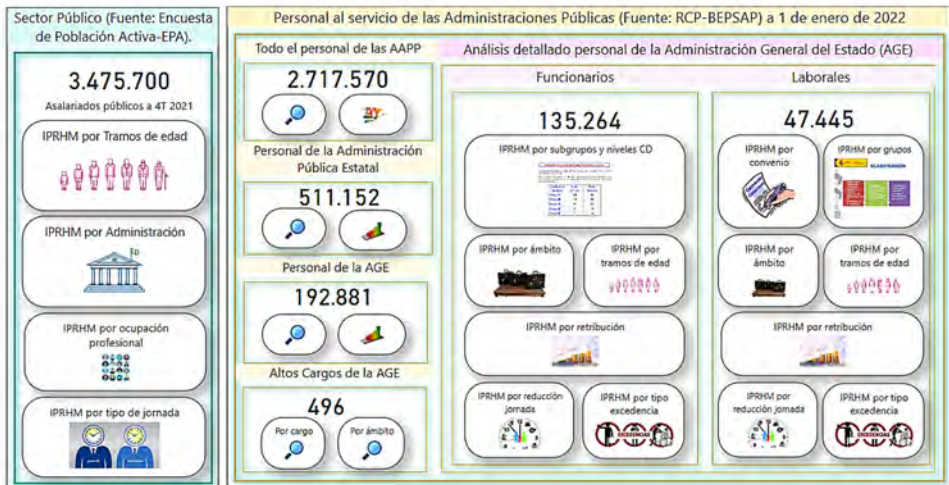 Sector Público (Fuente: Encuesta
de Población Activa-EPA).
3.475.700
Asalariados públicos a 4T 2021
IPRHM por Tramos de edad
IPRHM por Administración
IPRHM por ocupación
profesional
IPRHM por tipo de jornada
Personal al servicio de las Administraciones Públicas (Fuente: RCP-BEPSAP) a 1 de enero de 2022
Todo el personal de las AAPP
2.717.570
Personal de la Administración
Pública Estatal
511.152
Personal de la AGE
192.881
Altos Cargos de la AGE
496
Por cargo
Por ámbito
Análisis detallado personal de la Administración General del Estado (AGE)
Funcionarios
135.264
IPRHM por subgrupos y niveles CD
IPRHM por ámbito
IPRHM por
tramos de edad
IPRHM por retribución
IPRHM por reducción
jornada
IPRHM por tipo
excedencia
EXCEDENCIAS
Laborales
47.445
IPRHM por
convenio
IPRHM por grupos
CLASIFICACIÓN
IPRHM por
ámbito
IPRHM por
tramos de edad
IPRHM por retribución
IPRHM por
reducción jornada
IPRHM por tipo
excedencia
EXCEDENCIAS